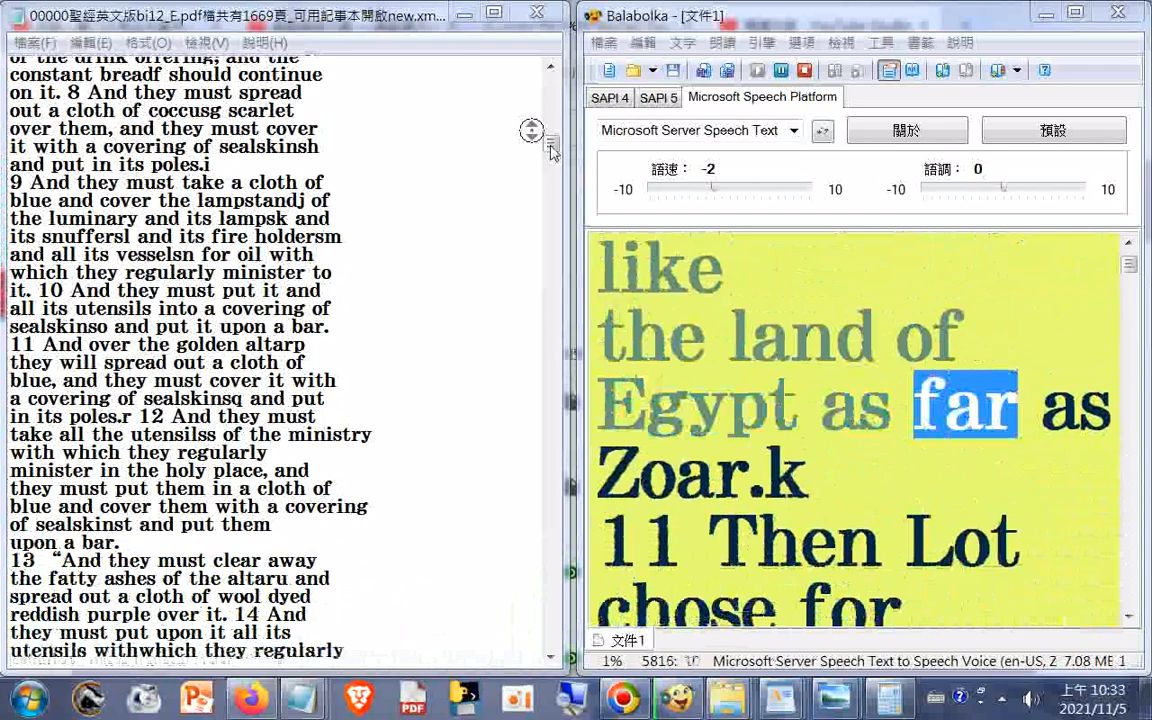 00000聖經英文版bi12_E.pdf檔共有1669頁_可用記事本開啟new.xm...
檔案(F) 編輯(E) 格式(O) 檢視(V) 說明(H)
of the drink offering; and the
constant breadf should continue
on it. 8 And they must spread
out a cloth of coccusg scarlet
over them, and they must cover
it with a covering of sealskinsh
and put in its poles.i
9 And they must take a cloth of
blue and cover the lampstandj of
the luminary and its lampsk and
its snuffersl and its fire holdersm
and all its vesselsn for oil with
which they regularly minister to
it. 10 And they must put it and
all its utensils into a covering of
sealskinso and put it upon a bar.
11 And over the golden altarp
they will spread out a cloth of
blue, and they must cover it with
a covering of sealskinsq and put
in its poles.r 12 And they must
take all the utensilss of the ministry
with which they regularly
minister in the holy place, and
they must put them in a cloth of
blue and cover them with a covering
of sealskinst and put them
upon a bar.
13 “And they must clear away
the fatty ashes of the altaru and
spread out a cloth of wool dyed
reddish purple over it. 14 And
they must put upon it all its
utensils withwhich they regularly
Balabolka - [文件1]
檔案 編輯 文字 朗讀 引擎 選項 檢視 工具 書籤 說明
SAPI 4 SAPI 5 Microsoft Speech Platform
Microsoft Server Speech Text 關於 預設
語速： -2 語調： 0
-10 10 -10 10
like
the land of
Egypt as far as
Zoar.k
11 Then Lot
chose for
文件1
1% 5816: Microsoft Server Speech Text to Speech Voice (en-US, 2 7.08 ME 1
上午 10:33
2021/11/5